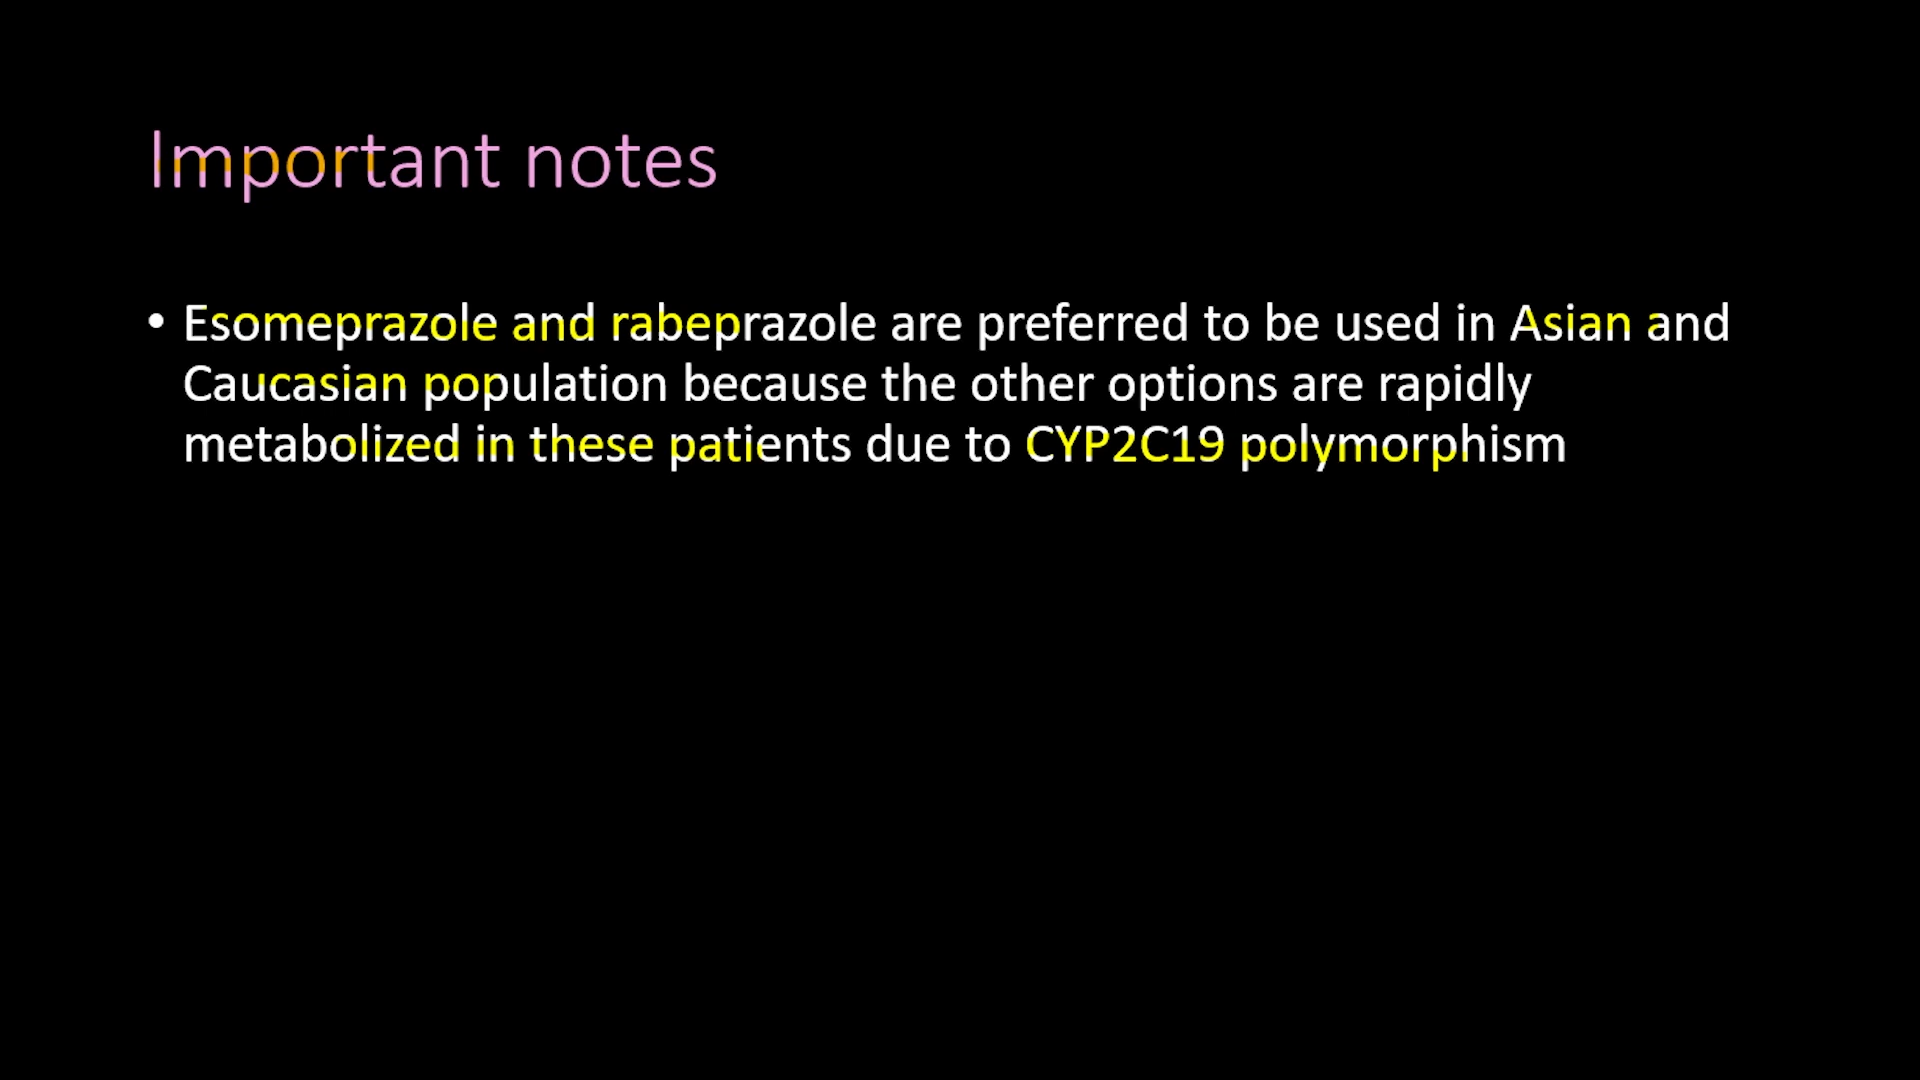 Important notes
• Esomeprazole and rabeprazole are preferred to be used in Asian and
Caucasian population because the other options are rapidly
metabolized in these patients due to CYP2C19 polymorphism